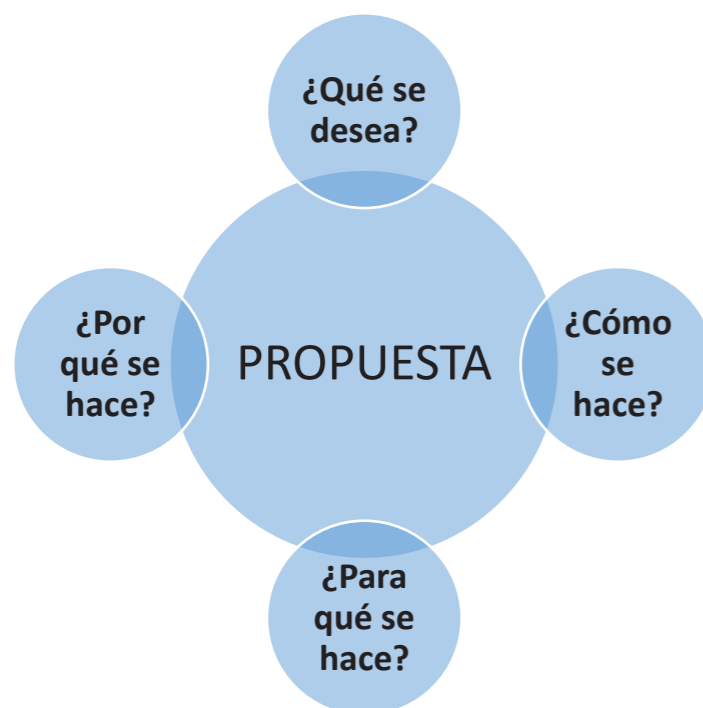 ¿Qué se
desea?
¿Por
qué se
hace?
PROPUESTA
¿Cómo
se
hace?
¿Para
qué se
hace?